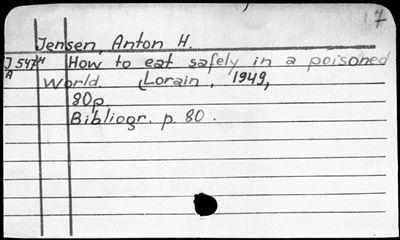 17
Jensen, Anton H.
J547H How to eat safely in a poisoned
A World. (Lorain, 1949,
80p
Bibliogr. p. 80.